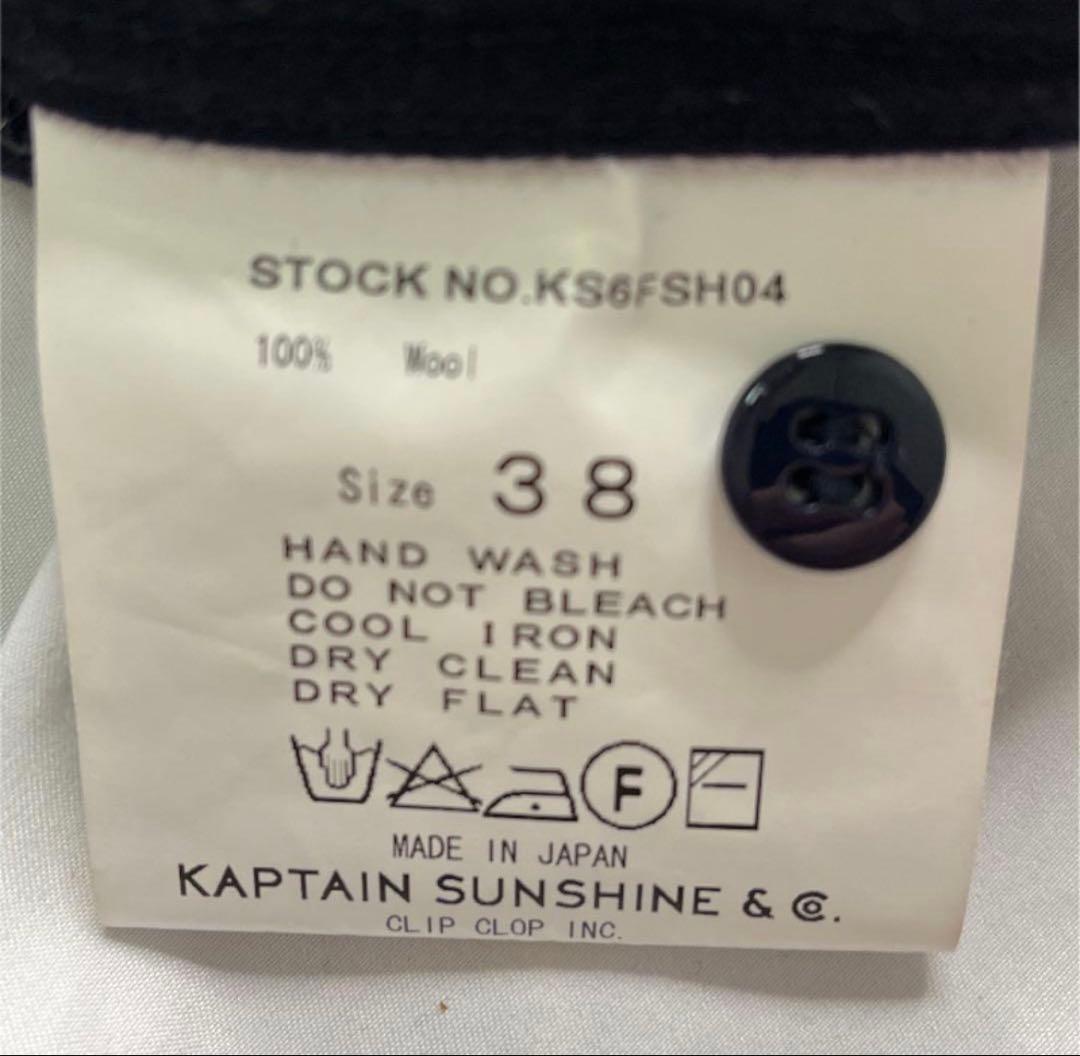 STOCK NO.KS6FSH04
100% Wool
Size 38
HAND WASH
DO NOT BLEACH
COOL IRON
DRY CLEAN
DRY FLAT
F
MADE IN JAPAN
KAPTAIN SUNSHINE & Co.
CLIP CLOP INC.